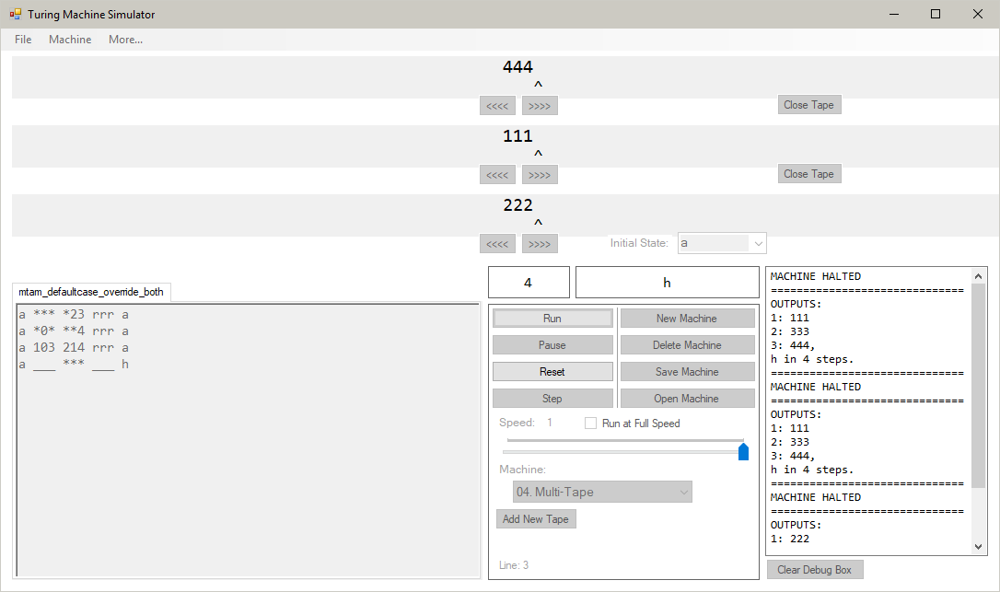 Turing Machine Simulator
File Machine More...
444
^
<<<< >>>> Close Tape
111
^
<<<< >>>> Close Tape
222
^
<<<< >>>> Initial State: a
mtam_defaultcase_override_both
a *** *23 rrr a
a *0* **4 rrr a
a 103 214 rrr a
a ___ *** ___ h
4 h
Run New Machine
Pause Delete Machine
Reset Save Machine
Step Open Machine
Speed: 1 Run at Full Speed
Machine:
04. Multi-Tape
Add New Tape
Line: 3
MACHINE HALTED
==============================
OUTPUTS:
1: 111
2: 333
3: 444,
h in 4 steps.
==============================
MACHINE HALTED
==============================
OUTPUTS:
1: 111
2: 333
3: 444,
h in 4 steps.
==============================
MACHINE HALTED
==============================
OUTPUTS:
1: 222
Clear Debug Box